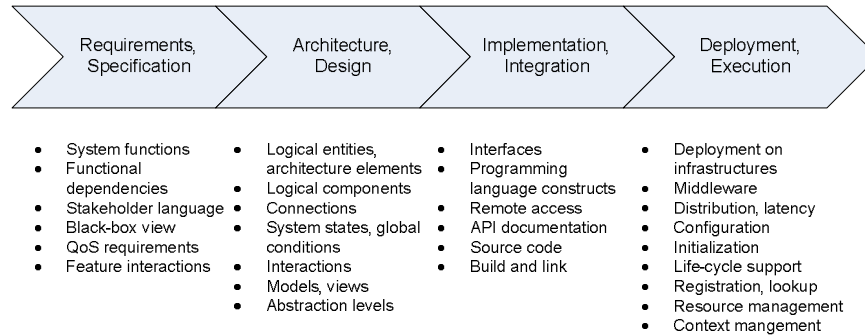 Requirements,
Specification
Architecture,
Design
Implementation,
Integration
Deployment,
Execution
• System functions
• Functional
dependencies
• Stakeholder language
• Black-box view
• QoS requirements
• Feature interactions
• Logical entities,
architecture elements
• Logical components
• Connections
• System states, global
conditions
• Interactions
• Models, views
• Abstraction levels
• Interfaces
• Programming
language constructs
• Remote access
• API documentation
• Source code
• Build and link
• Deployment on
infrastructures
• Middleware
• Distribution, latency
• Configuration
• Initialization
• Life-cycle support
• Registration, lookup
• Resource management
• Context mangement